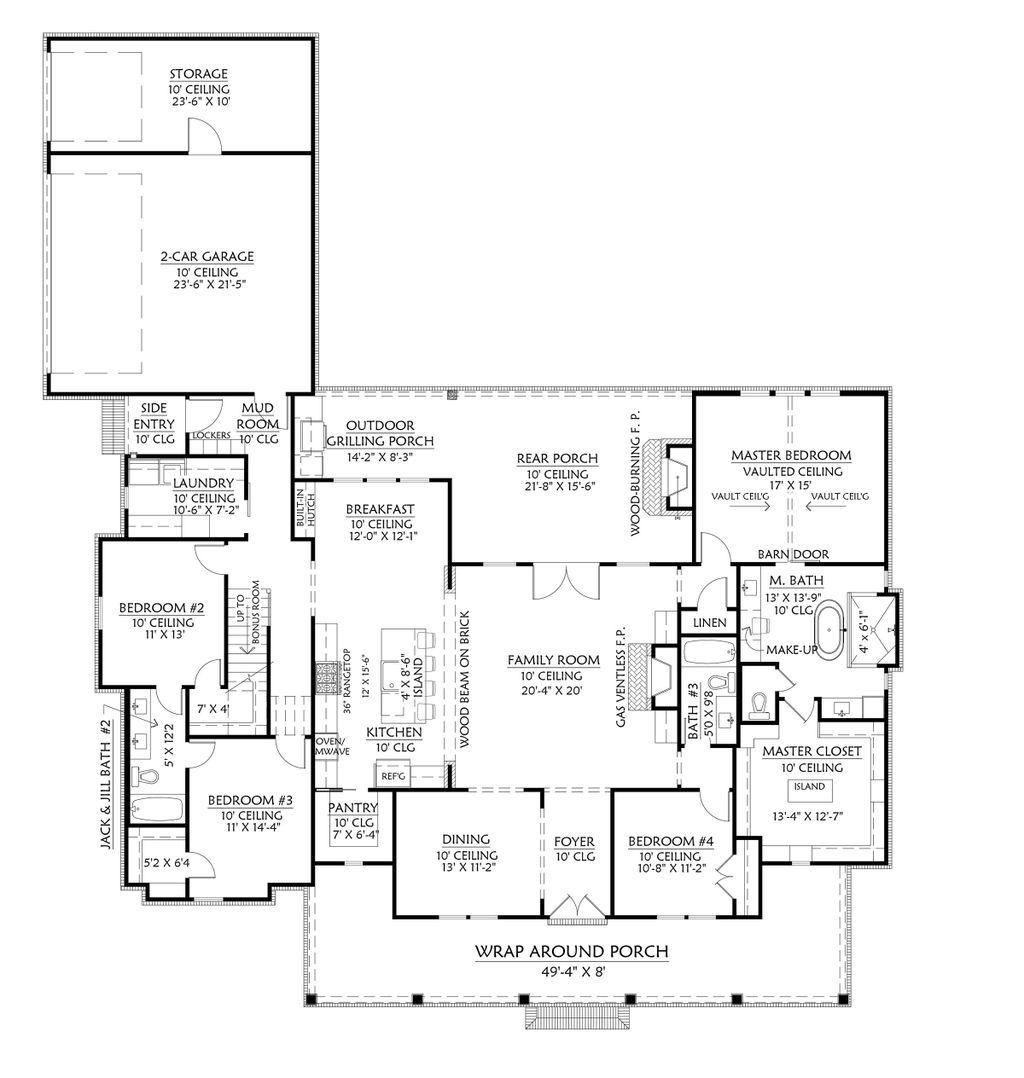 STORAGE
10' CEILING
23'-6" X 10'
2-CAR GARAGE
10' CEILING
23'-6" X 21'-5"
SIDE
ENTRY
10' CLG
MUD
ROOM
10' CLG
LOCKERS
OUTDOOR
GRILLING PORCH
14'-2" X 8'-3"
REAR PORCH
10' CEILING
21'-8" X 15'-6"
WOOD-BURNING F. P.
MASTER BEDROOM
VAULTED CEILING
17' X 15'
VAULT CEIL'G
VAULT CEIL'G
BARN DOOR
LAUNDRY
10' CEILING
10'-6" X 7'-2"
BUILT-IN
HUTCH
BREAKFAST
10' CEILING
12'-0" X 12'-1"
BEDROOM #2
10' CEILING
11' X 13'
UP TO
BONUS ROOM
7' X 4'
36" RANGETOP
12' X 15'-6"
4' X 8'-6"
ISLAND
KITCHEN
10' CLG
OVEN/
M'WAVE
REF'G
WOOD BEAM ON BRICK
FAMILY ROOM
10' CEILING
20'-4" X 20'
GAS VENTLESS F.P.
LINEN
M. BATH
13' X 13'-9"
10' CLG
MAKE-UP
4' x 6'-1"
BATH #3
5'0 X 9'8
JACK & JILL BATH #2
5' X 12'2
BEDROOM #3
10' CEILING
11' X 14'-4"
5'2 X 6'4
PANTRY
10' CLG
7' X 6'-4"
DINING
10' CEILING
13' X 11'-2"
FOYER
10' CLG
BEDROOM #4
10' CEILING
10'-8" X 11'-2"
MASTER CLOSET
10' CEILING
ISLAND
13'-4" X 12'-7"
WRAP AROUND PORCH
49'-4" X 8'